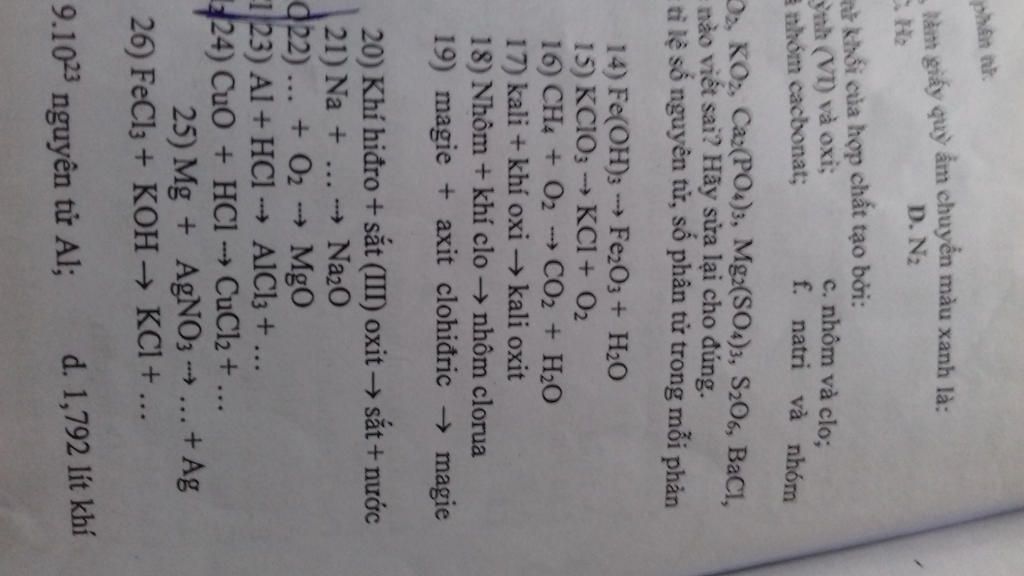 phân tử.
làm giấy quỳ ẩm chuyển màu xanh là:
C. H₂ D. N₂
khối của hợp chất tạo bởi:
(VI) và oxi; c. nhôm và clo;
nhóm cacbonat; f. natri và nhóm
KO₂, Ca₂(PO₄)₃, Mg₂(SO₄)₃, S₂O₆, BaCl,
nào viết sai? Hãy sửa lại cho đúng.
tỉ lệ số nguyên tử, số phân tử trong mỗi phản
14) Fe(OH)₃ → Fe₂O₃ + H₂O
15) KClO₃ → KCl + O₂
16) CH₄ + O₂ → CO₂ + H₂O
17) kali + khí oxi → kali oxit
18) Nhôm + khí clo → nhôm clorua
19) magie + axit clohiđric → magie
20) Khí hiđro + sắt (III) oxit → sắt + nước
21) Na + ... → Na₂O
22) ... + O₂ → MgO
23) Al + HCl → AlCl₃ + ...
24) CuO + HCl → CuCl₂ + ...
25) Mg + AgNO₃ → ... + Ag
26) FeCl₃ + KOH → KCl + ...
9.10²³ nguyên tử Al; d. 1,792 lít khí